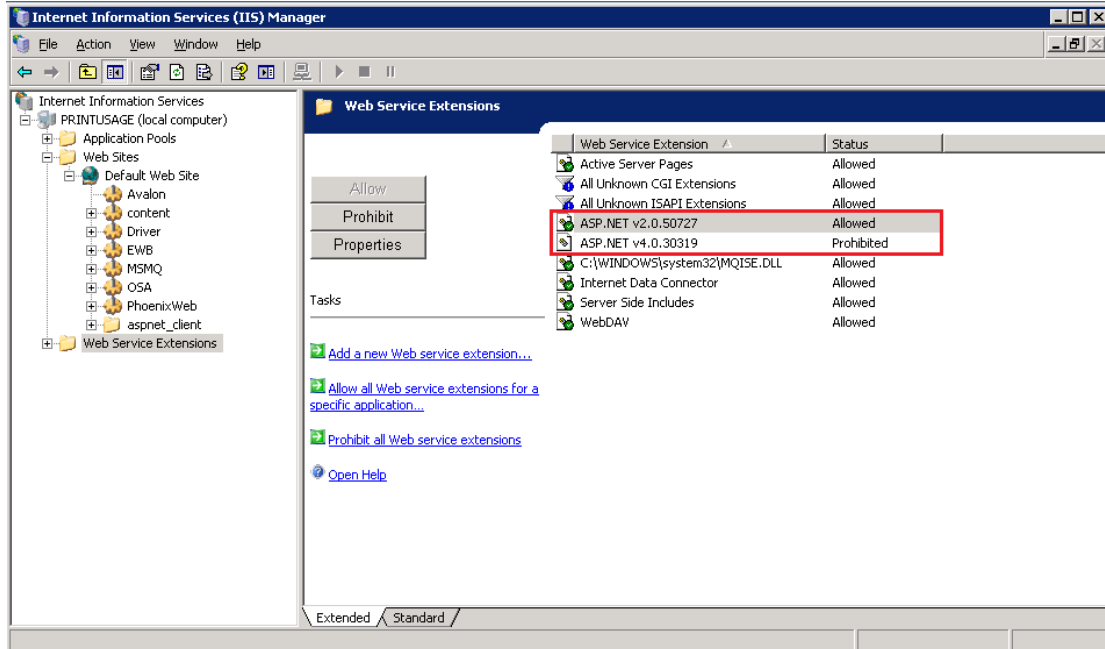 Internet Information Services (IIS) Manager
File Action View Window Help
Internet Information Services
PRINTUSAGE (local computer)
Application Pools
Web Sites
Default Web Site
Avalon
content
Driver
EWB
MSMQ
OSA
PhoenixWeb
aspnet_client
Web Service Extensions
Web Service Extensions
Allow
Prohibit
Properties
Tasks
Add a new Web service extension...
Allow all Web service extensions for a
specific application...
Prohibit all Web service extensions
Open Help
Web Service Extension Status
Active Server Pages Allowed
All Unknown CGI Extensions Allowed
All Unknown ISAPI Extensions Allowed
ASP.NET v2.0.50727 Allowed
ASP.NET v4.0.30319 Prohibited
C:\WINDOWS\system32\MQISE.DLL Allowed
Internet Data Connector Allowed
Server Side Includes Allowed
WebDAV Allowed
Extended Standard